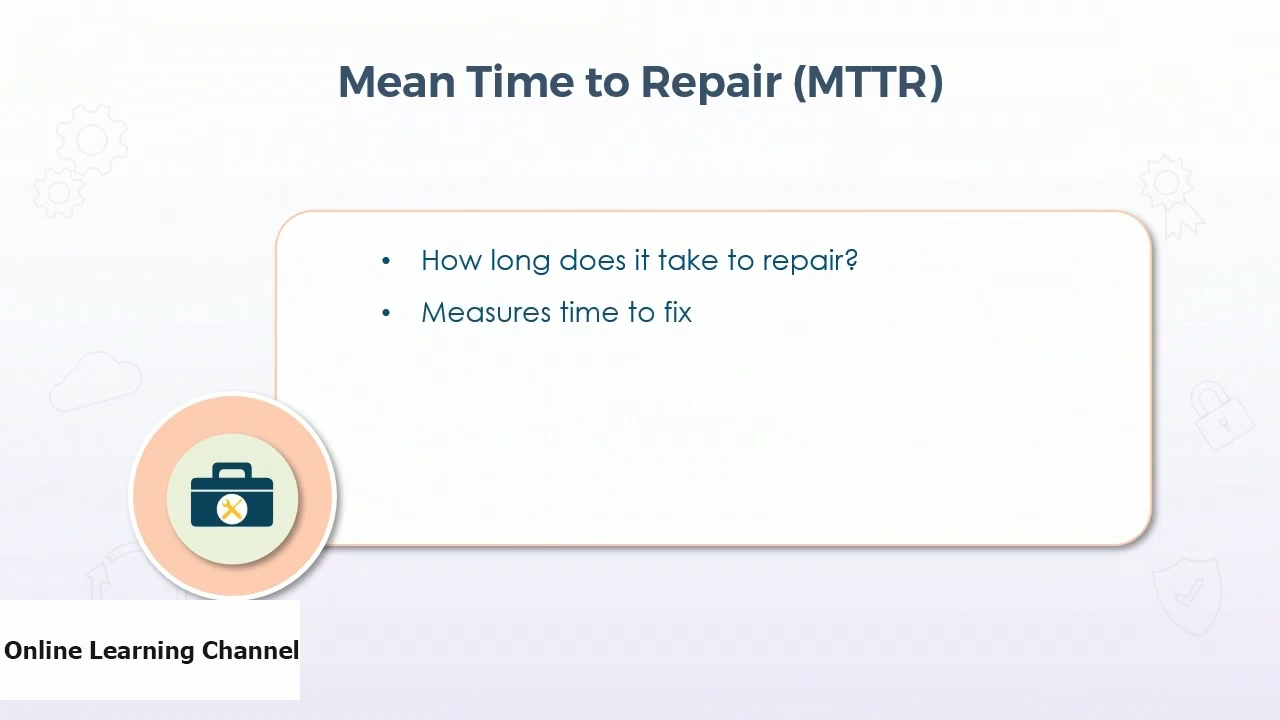 Mean Time to Repair (MTTR)
• How long does it take to repair?
• Measures time to fix
Online Learning Channel